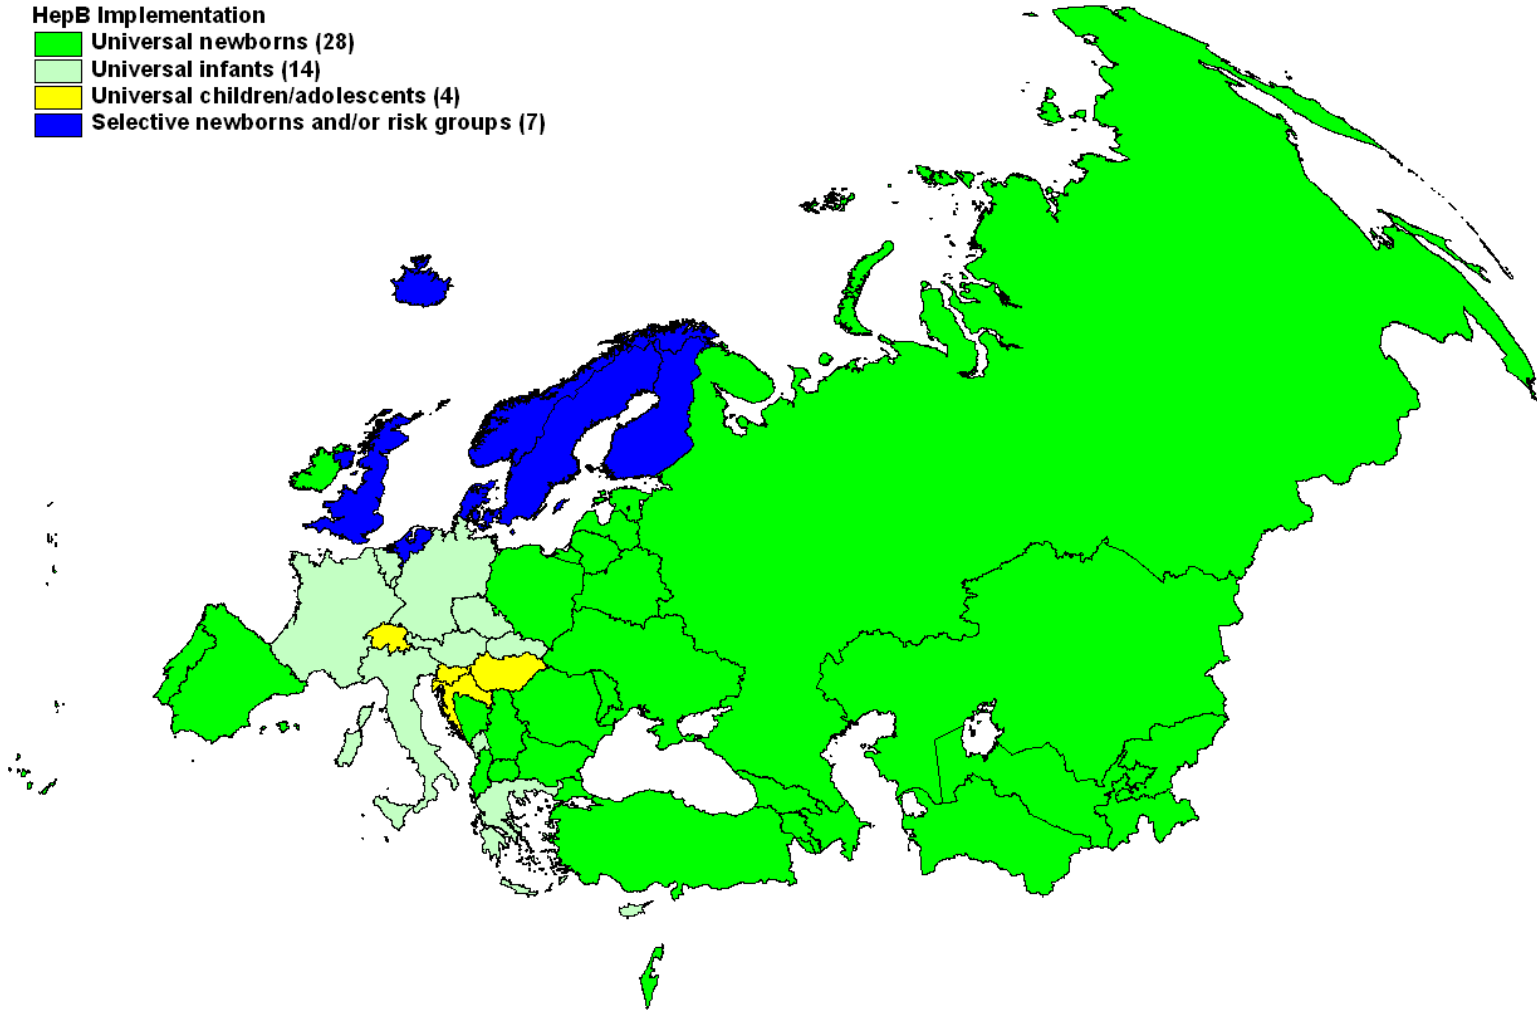 HepB Implementation
Universal newborns (28)
Universal infants (14)
Universal children/adolescents (4)
Selective newborns and/or risk groups (7)